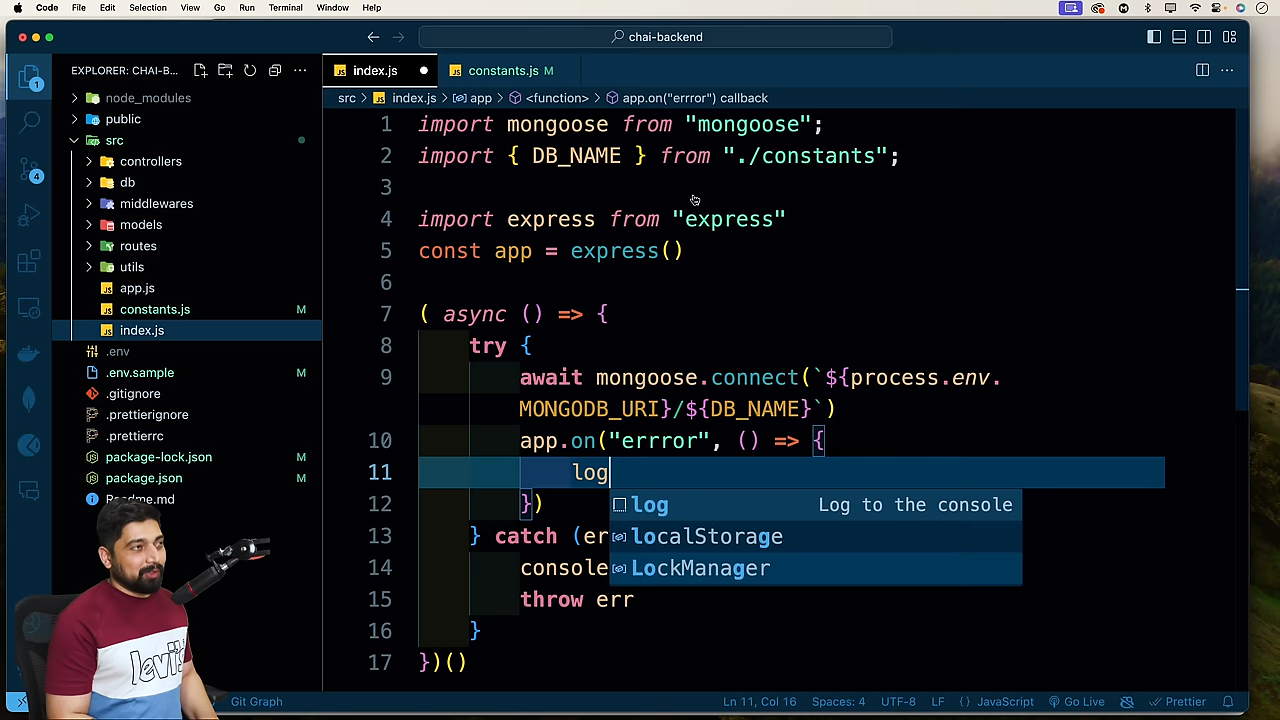 Code File Edit Selection View Go Run Terminal Window Help
chai-backend
EXPLORER: CHAI-B...
index.js
constants.js M
src > index.js > app > <function> > app.on("errror") callback
node_modules
public
src
controllers
db
middlewares
models
routes
utils
app.js
constants.js M
index.js
.env
.env.sample M
.gitignore
.prettierignore
.prettierrc
package-lock.json M
package.json M
Readme.md
1
4
1 import mongoose from "mongoose";
2 import { DB_NAME } from "./constants";
3
4 import express from "express"
5 const app = express()
6
7 ( async () => {
8 try {
9 await mongoose.connect(`${process.env.
MONGODB_URI}/${DB_NAME}`)
10 app.on("errror", () => {
11 log
12 })
13 } catch (er
14 console
15 throw err
16 }
17 })()
log Log to the console
localStorage
LockManager
levi's
Git Graph
Ln 11, Col 16 Spaces: 4 UTF-8 LF {} JavaScript Go Live Prettier